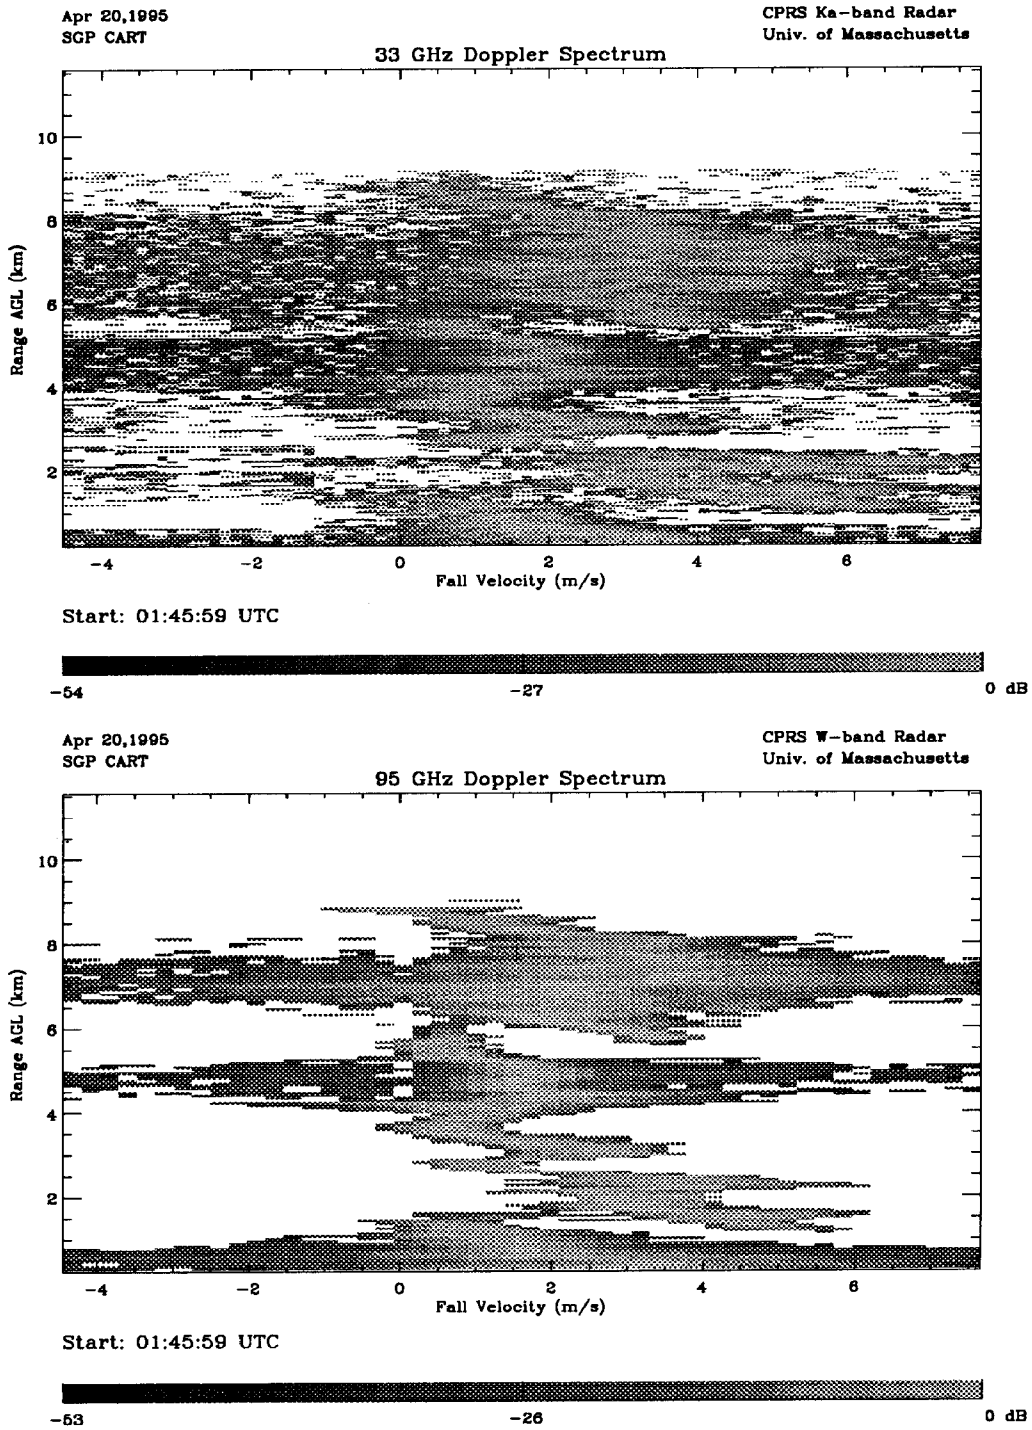 Apr 20,1995
SGP CART
CPRS Ka-band Radar
Univ. of Massachusetts
33 GHz Doppler Spectrum
10
8
6
4
2
Range AGL (km)
-4 -2 0 2 4 6
Fall Velocity (m/s)
Start: 01:45:59 UTC
-54 -27 0 dB
Apr 20,1995
SGP CART
CPRS W-band Radar
Univ. of Massachusetts
95 GHz Doppler Spectrum
10
8
6
4
2
Range AGL (km)
-4 -2 0 2 4 6
Fall Velocity (m/s)
Start: 01:45:59 UTC
-53 -26 0 dB